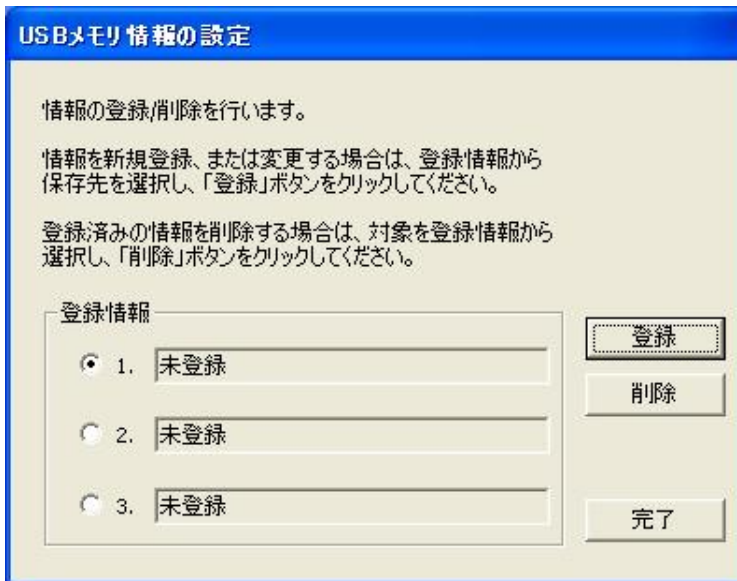 USBメモリ情報の設定
情報の登録/削除を行います。
情報を新規登録、または変更する場合は、登録情報から
保存先を選択し、「登録」ボタンをクリックしてください。
登録済みの情報を削除する場合は、対象を登録情報から
選択し、「削除」ボタンをクリックしてください。
登録情報
1. 未登録
2. 未登録
3. 未登録
登録
削除
完了